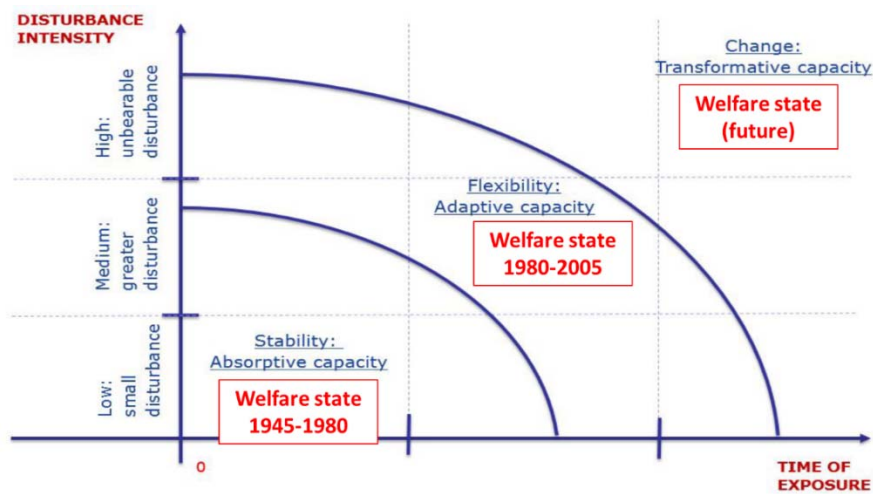 DISTURBANCE
INTENSITY
High:
unbearable
disturbance
Medium:
greater
disturbance
Low:
small
disturbance
Change:
Transformative capacity
Welfare state
(future)
Flexibility:
Adaptive capacity
Welfare state
1980-2005
Stability:
Absorptive capacity
Welfare state
1945-1980
0
TIME OF
EXPOSURE